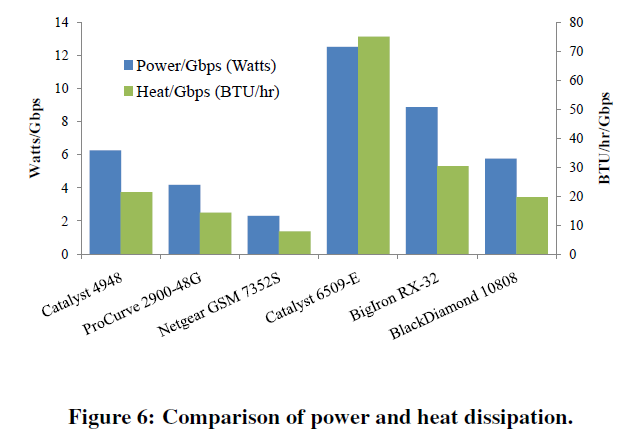 14
12
10
8
6
4
2
0
Watts/Gbps
Power/Gbps (Watts)
Heat/Gbps (BTU/hr)
80
70
60
50
40
30
20
10
0
BTU/hr/Gbps
Catalyst 4948
ProCurve 2900-48G
Netgear GSM 7352S
Catalyst 6509-E
BigIron RX-32
BlackDiamond 10808
Figure 6: Comparison of power and heat dissipation.